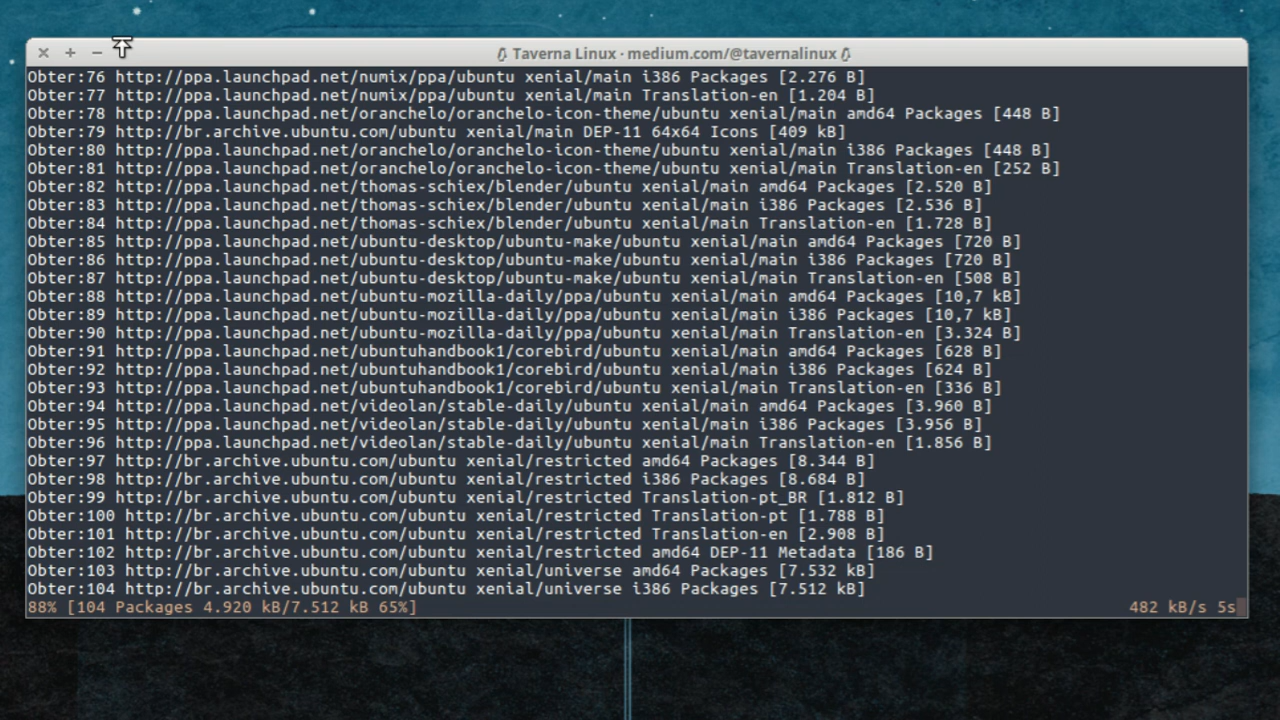 Taverna Linux · medium.com/@tavernalinux
Obter:76 http://ppa.launchpad.net/numix/ppa/ubuntu xenial/main i386 Packages [2.276 B]
Obter:77 http://ppa.launchpad.net/numix/ppa/ubuntu xenial/main Translation-en [1.204 B]
Obter:78 http://ppa.launchpad.net/oranchelo/oranchelo-icon-theme/ubuntu xenial/main amd64 Packages [448 B]
Obter:79 http://br.archive.ubuntu.com/ubuntu xenial/main DEP-11 64x64 Icons [409 kB]
Obter:80 http://ppa.launchpad.net/oranchelo/oranchelo-icon-theme/ubuntu xenial/main i386 Packages [448 B]
Obter:81 http://ppa.launchpad.net/oranchelo/oranchelo-icon-theme/ubuntu xenial/main Translation-en [252 B]
Obter:82 http://ppa.launchpad.net/thomas-schiex/blender/ubuntu xenial/main amd64 Packages [2.520 B]
Obter:83 http://ppa.launchpad.net/thomas-schiex/blender/ubuntu xenial/main i386 Packages [2.536 B]
Obter:84 http://ppa.launchpad.net/thomas-schiex/blender/ubuntu xenial/main Translation-en [1.728 B]
Obter:85 http://ppa.launchpad.net/ubuntu-desktop/ubuntu-make/ubuntu xenial/main amd64 Packages [720 B]
Obter:86 http://ppa.launchpad.net/ubuntu-desktop/ubuntu-make/ubuntu xenial/main i386 Packages [720 B]
Obter:87 http://ppa.launchpad.net/ubuntu-desktop/ubuntu-make/ubuntu xenial/main Translation-en [508 B]
Obter:88 http://ppa.launchpad.net/ubuntu-mozilla-daily/ppa/ubuntu xenial/main amd64 Packages [10,7 kB]
Obter:89 http://ppa.launchpad.net/ubuntu-mozilla-daily/ppa/ubuntu xenial/main i386 Packages [10,7 kB]
Obter:90 http://ppa.launchpad.net/ubuntu-mozilla-daily/ppa/ubuntu xenial/main Translation-en [3.324 B]
Obter:91 http://ppa.launchpad.net/ubuntuhandbook1/corebird/ubuntu xenial/main amd64 Packages [628 B]
Obter:92 http://ppa.launchpad.net/ubuntuhandbook1/corebird/ubuntu xenial/main i386 Packages [624 B]
Obter:93 http://ppa.launchpad.net/ubuntuhandbook1/corebird/ubuntu xenial/main Translation-en [336 B]
Obter:94 http://ppa.launchpad.net/videolan/stable-daily/ubuntu xenial/main amd64 Packages [3.960 B]
Obter:95 http://ppa.launchpad.net/videolan/stable-daily/ubuntu xenial/main i386 Packages [3.956 B]
Obter:96 http://ppa.launchpad.net/videolan/stable-daily/ubuntu xenial/main Translation-en [1.856 B]
Obter:97 http://br.archive.ubuntu.com/ubuntu xenial/restricted amd64 Packages [8.344 B]
Obter:98 http://br.archive.ubuntu.com/ubuntu xenial/restricted i386 Packages [8.684 B]
Obter:99 http://br.archive.ubuntu.com/ubuntu xenial/restricted Translation-pt_BR [1.812 B]
Obter:100 http://br.archive.ubuntu.com/ubuntu xenial/restricted Translation-pt [1.788 B]
Obter:101 http://br.archive.ubuntu.com/ubuntu xenial/restricted Translation-en [2.908 B]
Obter:102 http://br.archive.ubuntu.com/ubuntu xenial/restricted amd64 DEP-11 Metadata [186 B]
Obter:103 http://br.archive.ubuntu.com/ubuntu xenial/universe amd64 Packages [7.532 kB]
Obter:104 http://br.archive.ubuntu.com/ubuntu xenial/universe i386 Packages [7.512 kB]
88% [104 Packages 4.920 kB/7.512 kB 65%] 482 kB/s 5s